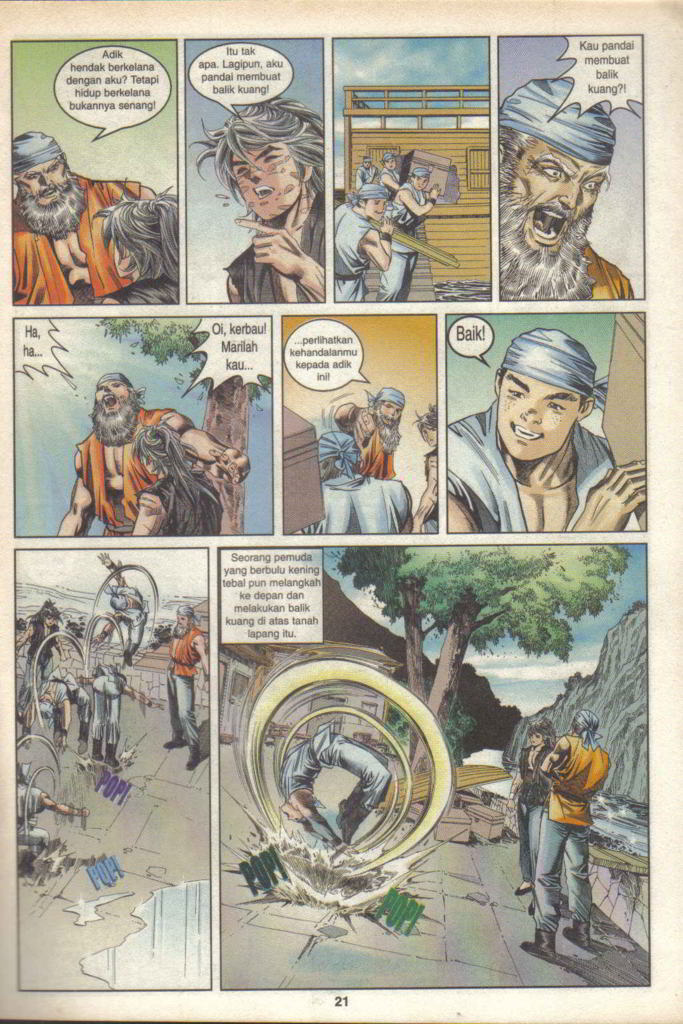 Adik
hendak berkelana
dengan aku? Tetapi
hidup berkelana
bukannya senang!
Itu tak
apa. Lagipun, aku
pandai membuat
balik kuang!
Kau pandai
membuat
balik
kuang?!
Ha,
ha...
Oi, kerbau!
Marilah
kau...
...perlihatkan
kehandalanmu
kepada adik
ini!
Baik!
POP!
POP!
Seorang pemuda
yang berbulu kening
tebal pun melangkah
ke depan dan
melakukan balik
kuang di atas tanah
lapang itu.
POP!
POP!
21